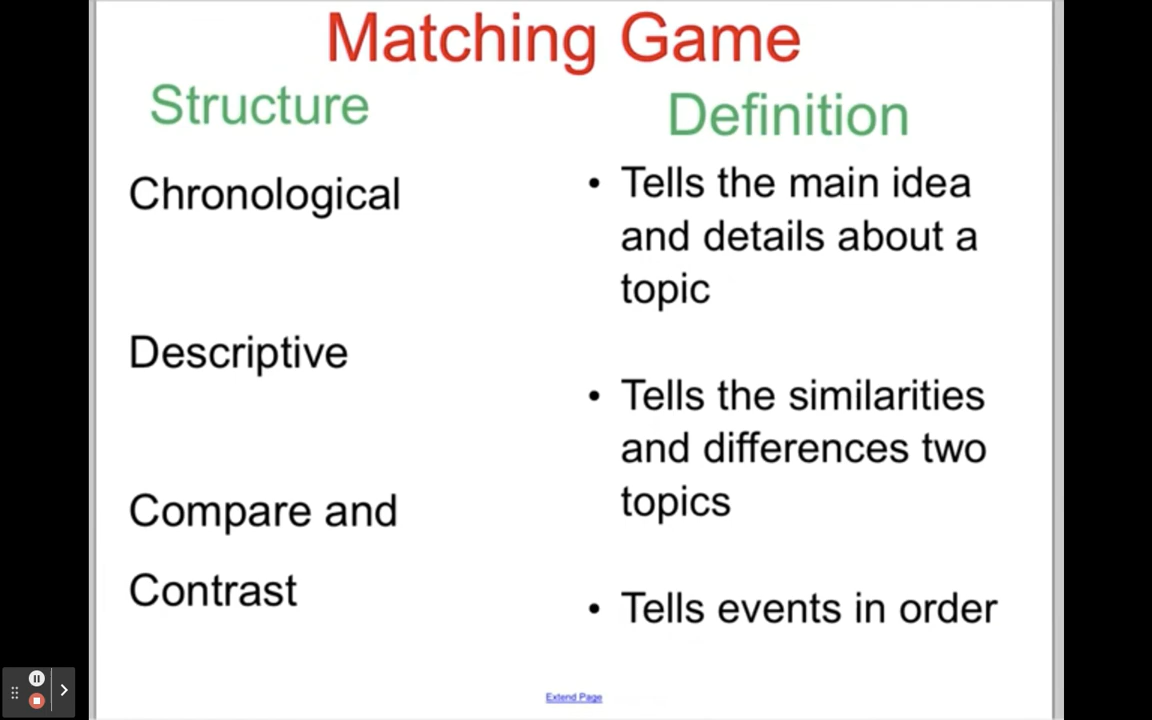 Matching Game
Structure
Definition
Chronological
Descriptive
Compare and
Contrast
• Tells the main idea
and details about a
topic
• Tells the similarities
and differences two
topics
• Tells events in order
Extend Page